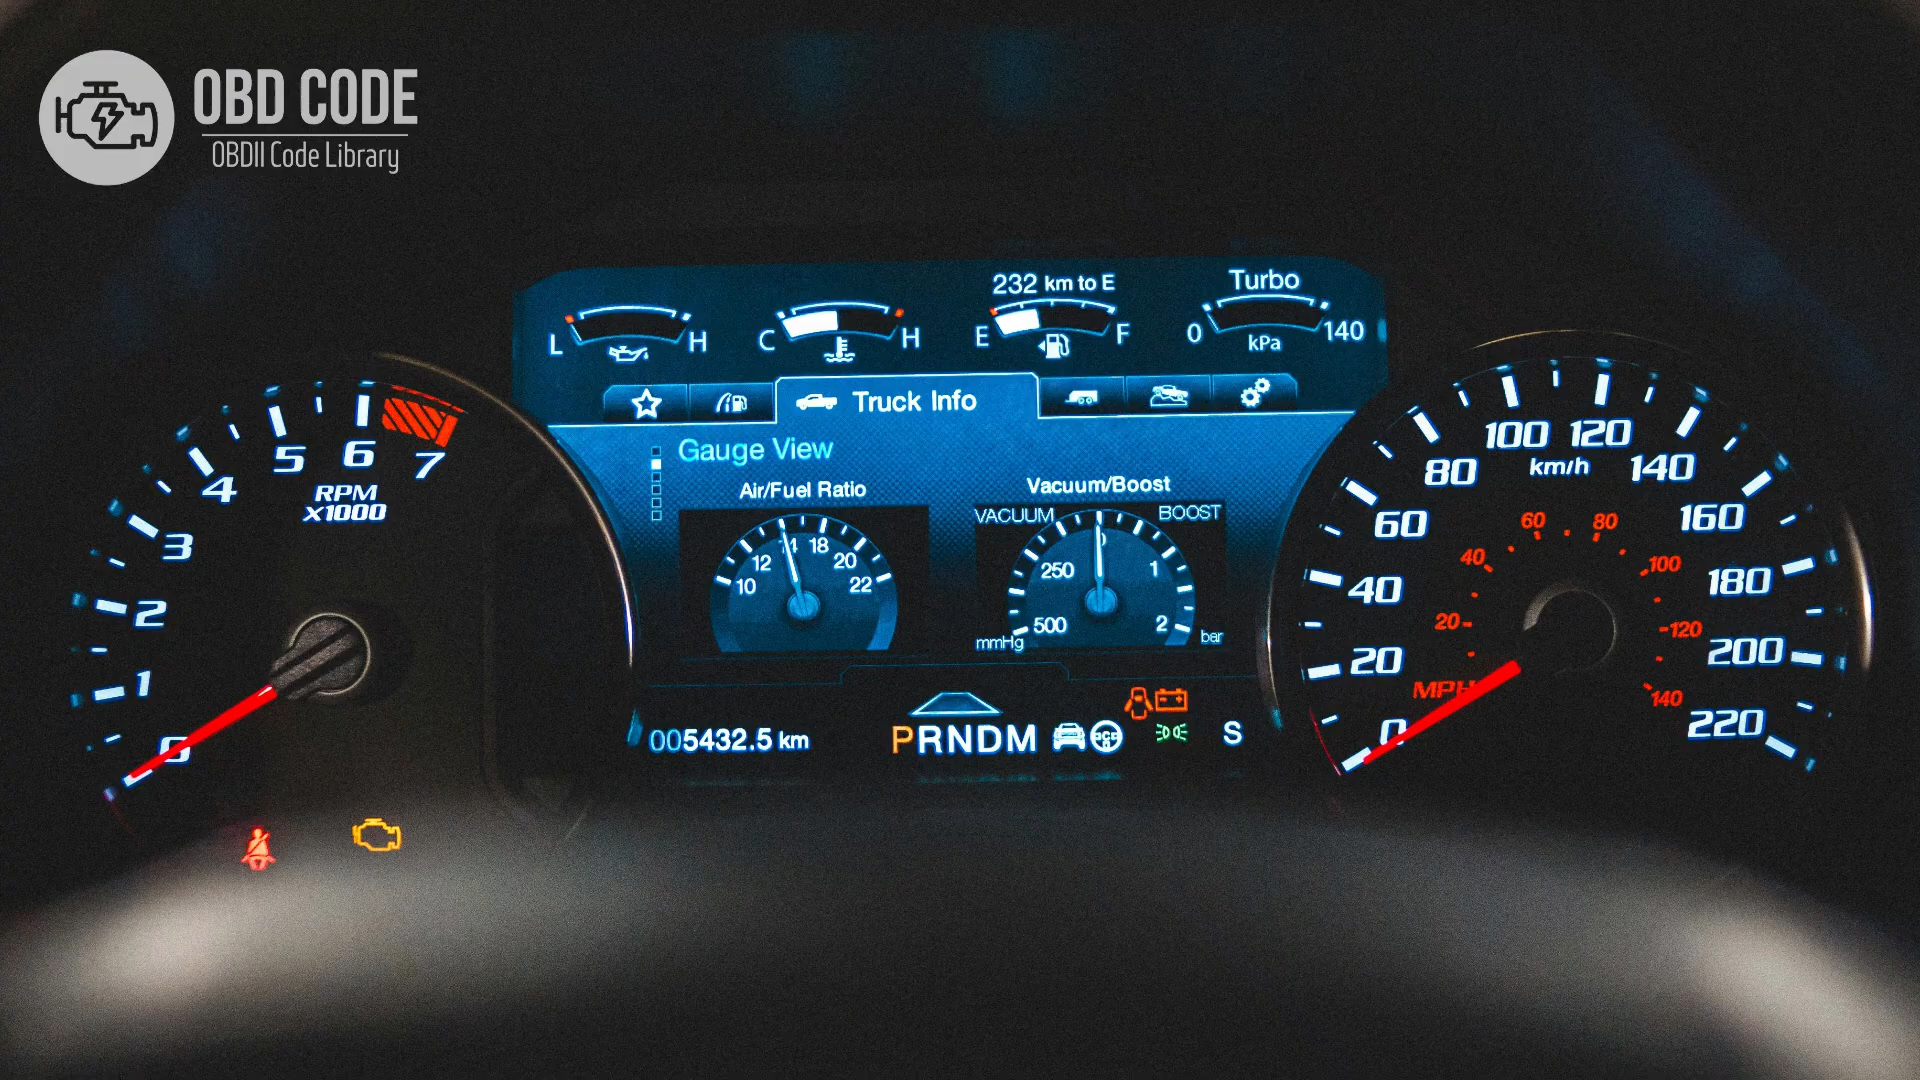 OBD CODE
OBDII Code Library
232 km to E
Turbo
L H
C H
E F
0 140
kPa
Truck Info
Gauge View
Air/Fuel Ratio
Vacuum/Boost
VACUUM BOOST
10 12 14 18 20 22
500 250 0 1 2
mmHg bar
0 1 2 3 4 5 6 7
RPM
X1000
0 20 40 60 80 100 120 140 160 180 200 220
km/h
20 40 60 80 100 120 140
MPH
005432.5 km
PRNDM
S